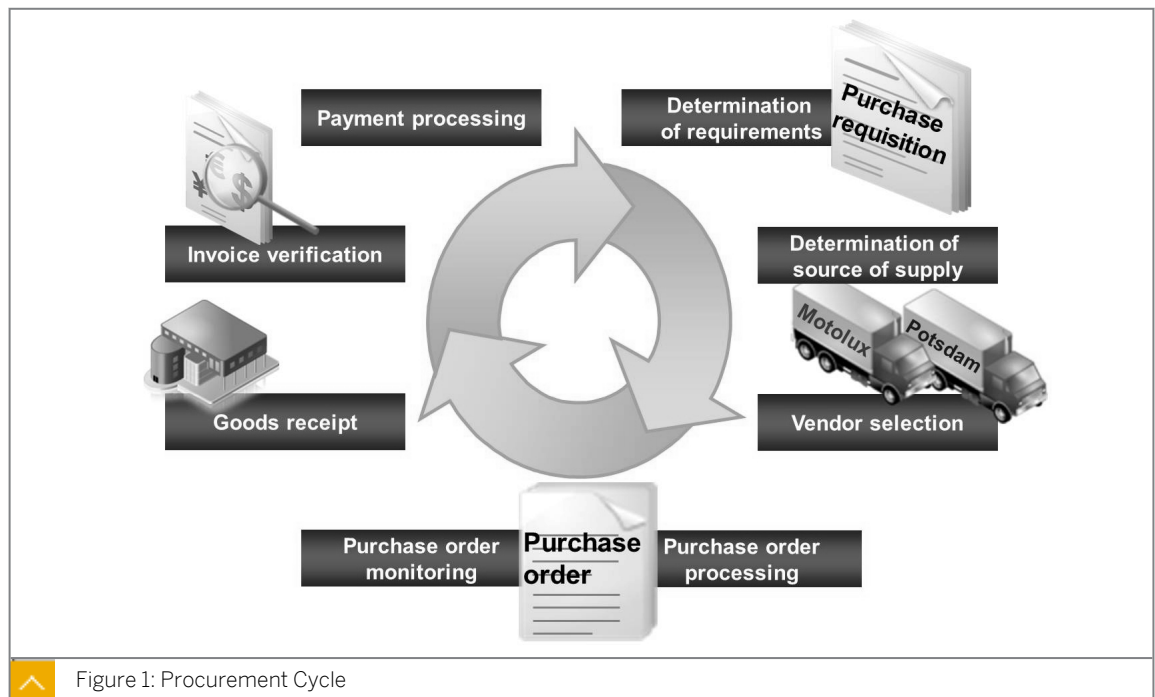 Payment processing
Determination
of requirements
Purchase
requisition
¥
€
$
Invoice verification
Determination of
source of supply
Motolux
Potsdam
Goods receipt
Vendor selection
Purchase order
monitoring
Purchase
order
Purchase order
processing
Figure 1: Procurement Cycle